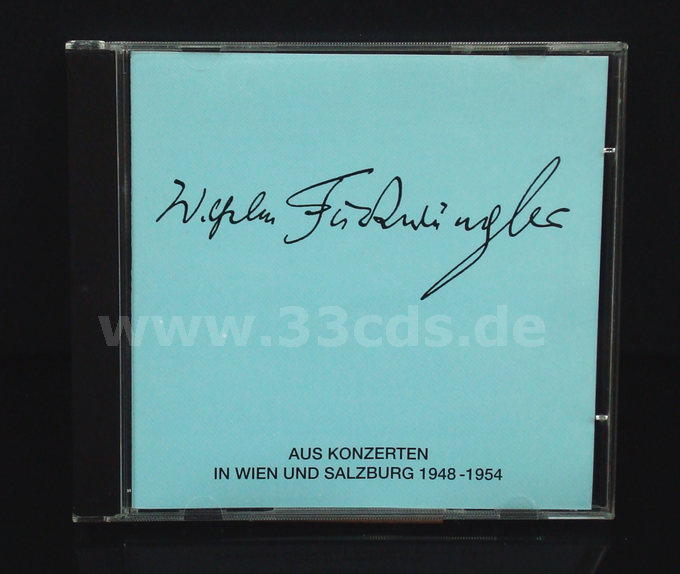 Wilhelm Furtwängler
www.33cds.de
AUS KONZERTEN
IN WIEN UND SALZBURG 1948-1954